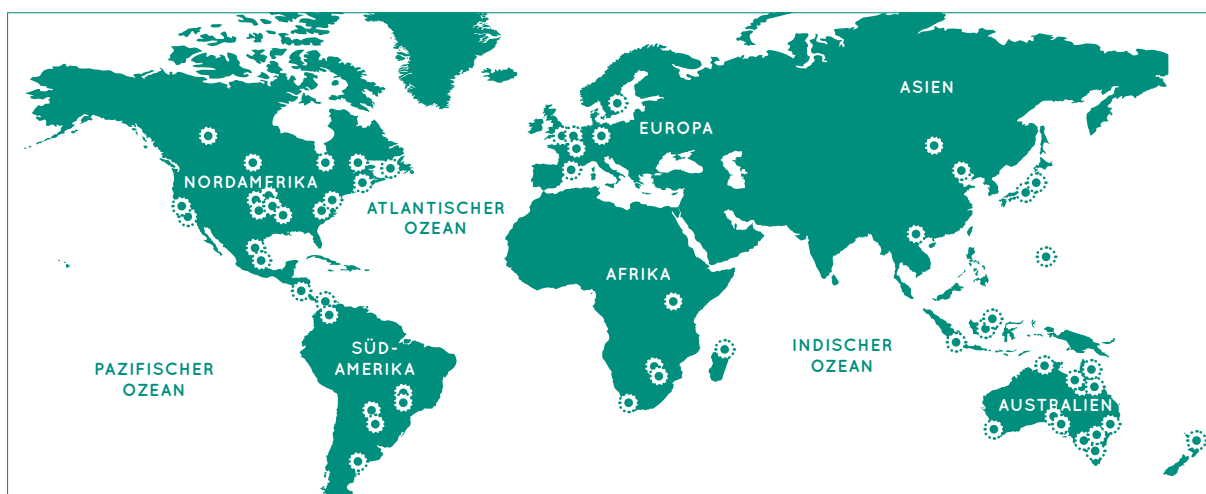 ASIEN
EUROPA
NORDAMERIKA
ATLANTISCHER
OZEAN
AFRIKA
SÜD-
AMERIKA
INDISCHER
OZEAN
PAZIFISCHER
OZEAN
AUSTRALIEN